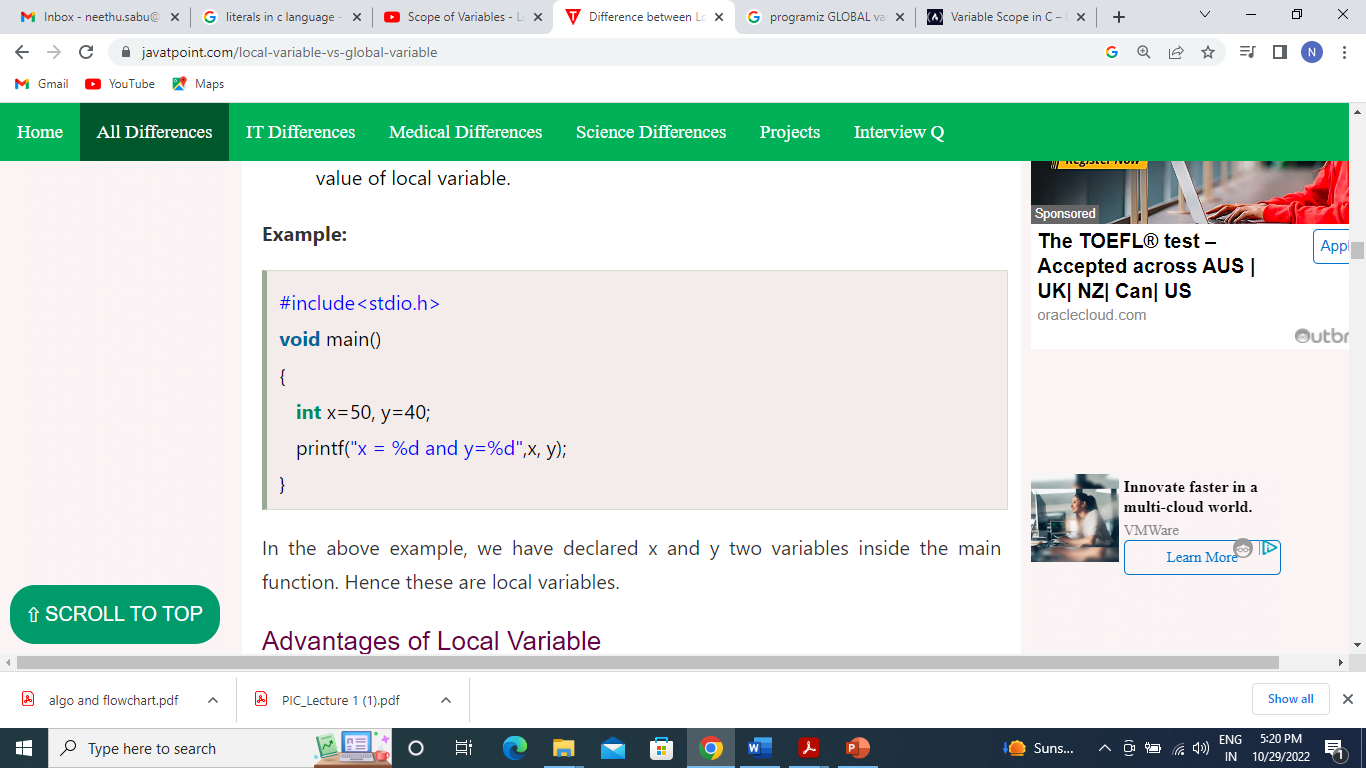 Inbox - neethu.sabu@
literals in c language -
Scope of Variables - Lo
Difference between Lo
programiz GLOBAL va
Variable Scope in C –
javatpoint.com/local-variable-vs-global-variable
N
Gmail
YouTube
Maps
Home
All Differences
IT Differences
Medical Differences
Science Differences
Projects
Interview Q
value of local variable.
Example:
#include<stdio.h>
void main()
{
int x=50, y=40;
printf("x = %d and y=%d",x, y);
}
In the above example, we have declared x and y two variables inside the main
function. Hence these are local variables.
Advantages of Local Variable
⇧ SCROLL TO TOP
Register Now
Sponsored
The TOEFL® test –
Accepted across AUS |
UK| NZ| Can| US
oraclecloud.com
Appl
Outbr
Innovate faster in a
multi-cloud world.
VMWare
Learn More
algo and flowchart.pdf
PIC_Lecture 1 (1).pdf
Show all
Type here to search
Suns...
ENG
IN
5:20 PM
10/29/2022
1